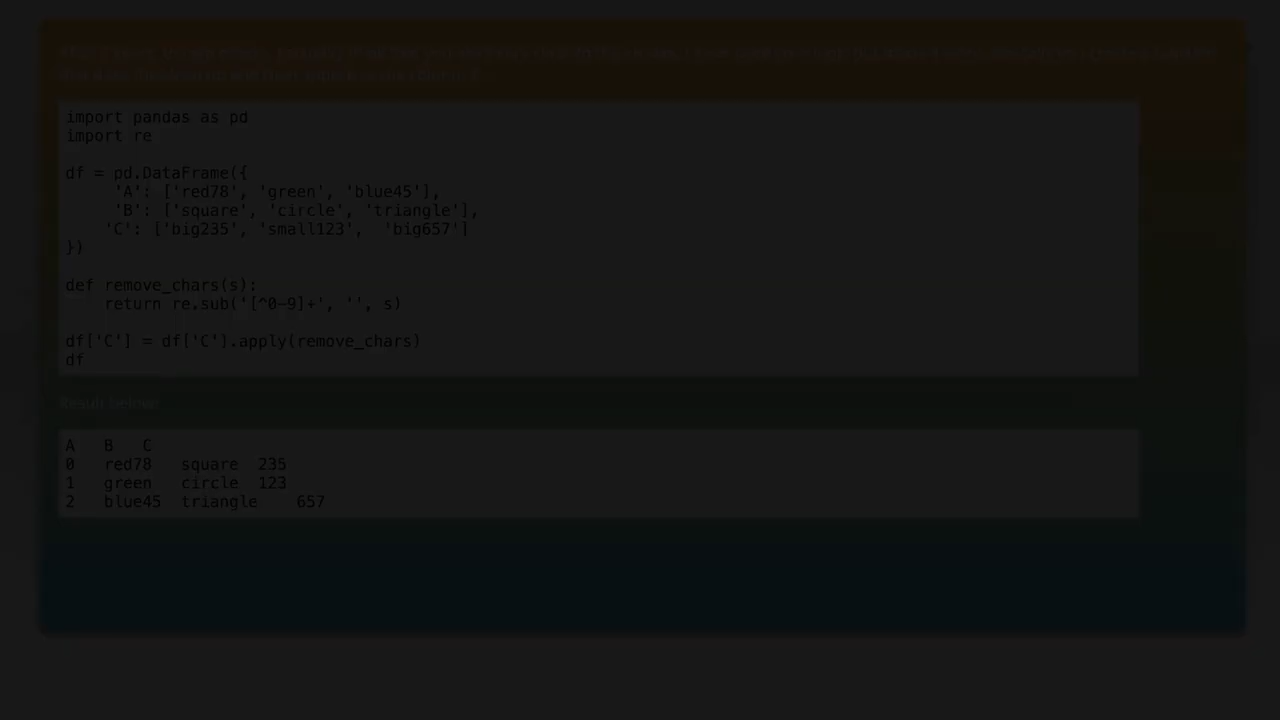 import pandas as pd
import re
df = pd.DataFrame({
'A': ['red78', 'green', 'blue45'],
'B': ['square', 'circle', 'triangle'],
'C': ['big235', 'small123', 'big657']
})
def remove_chars(s):
return re.sub('[^0-9]+', '', s)
df['C'] = df['C'].apply(remove_chars)
df
Result below:
A B C
0 red78 square 235
1 green circle 123
2 blue45 triangle 657